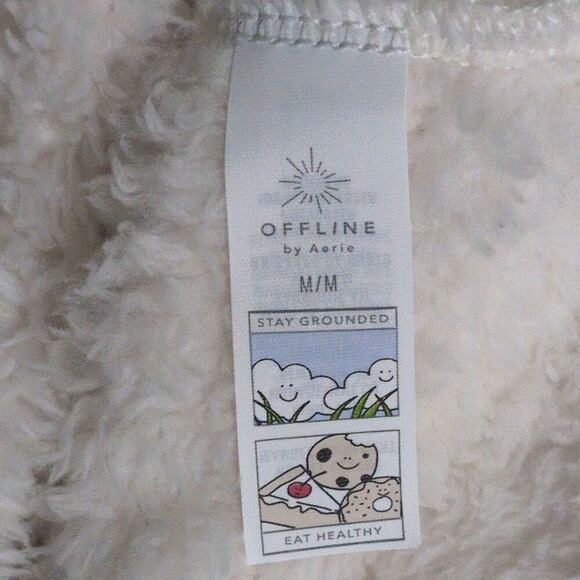 OFFLINE
by Aerie
M/M
STAY GROUNDED
EAT HEALTHY